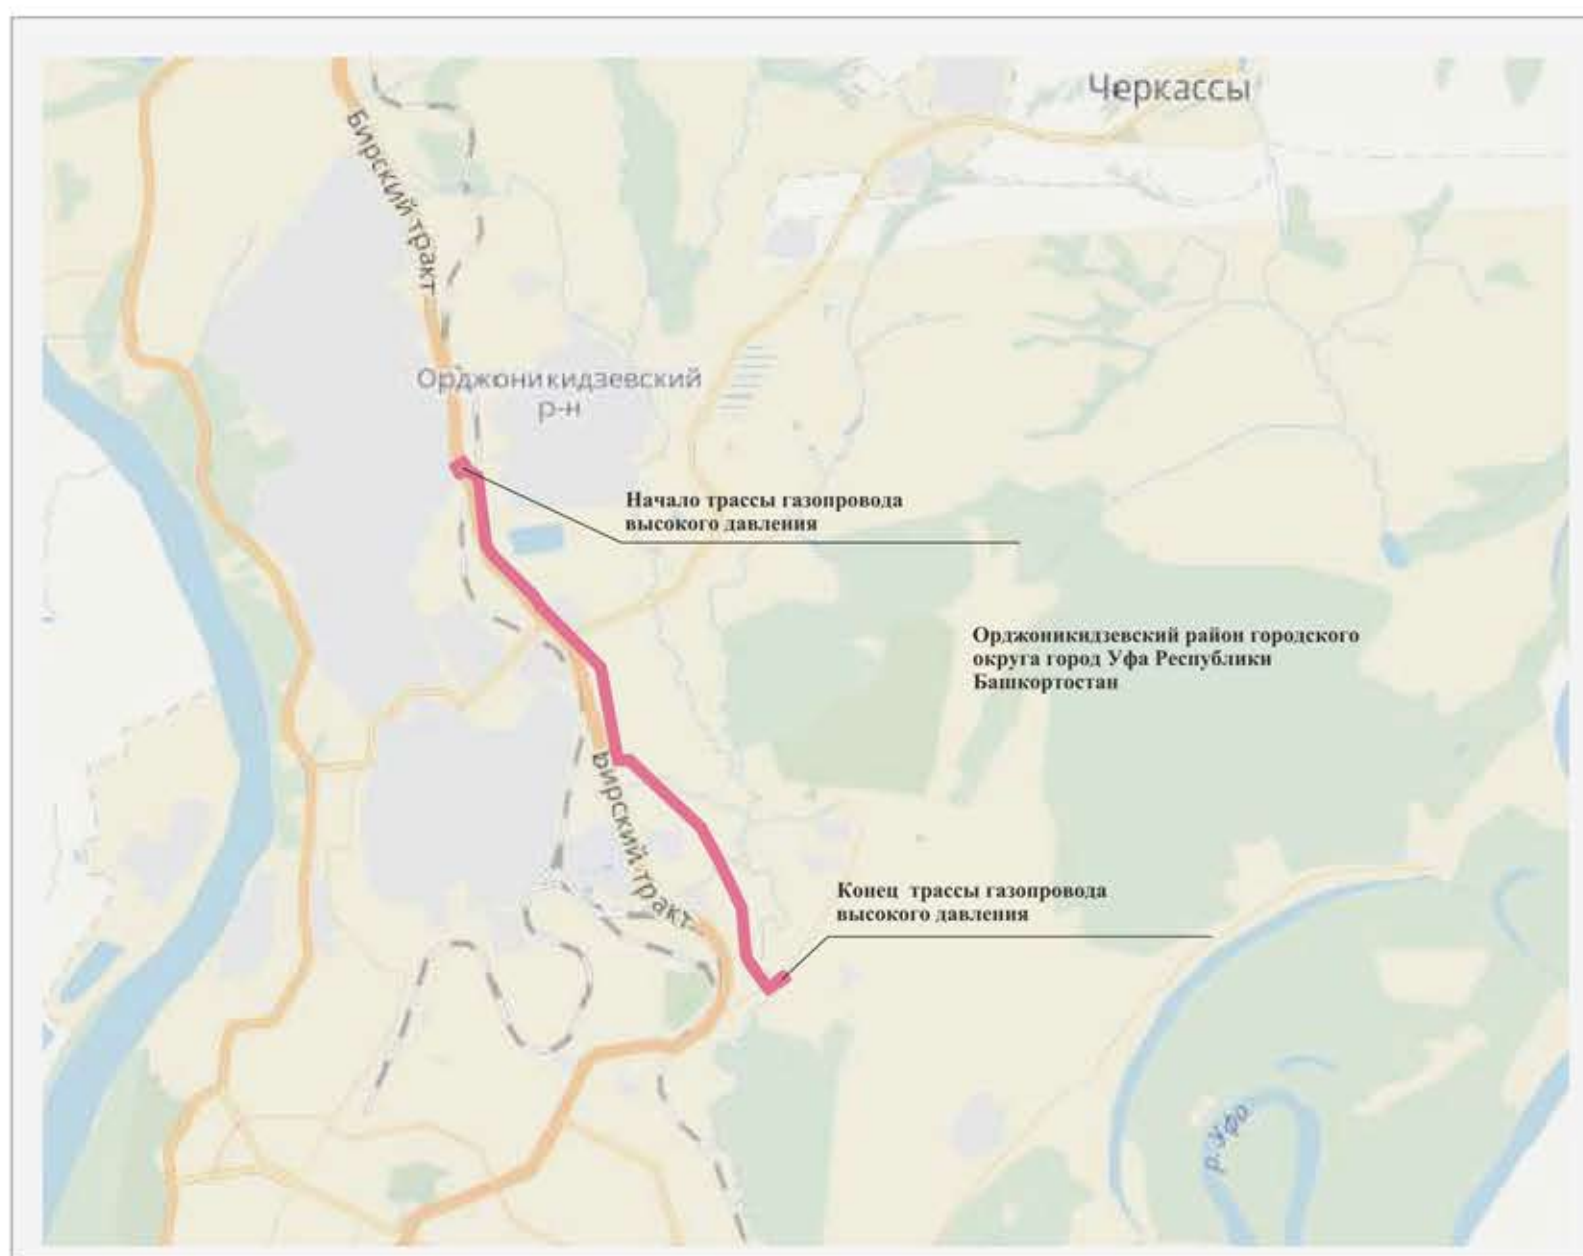 Черкассы
Бирский тракт
Орджоникидзевский
р-н
Начало трассы газопровода
высокого давления
Орджоникидзевский район городского
округа город Уфа Республики
Башкортостан
Бирский тракт
Конец трассы газопровода
высокого давления
р. Уфа